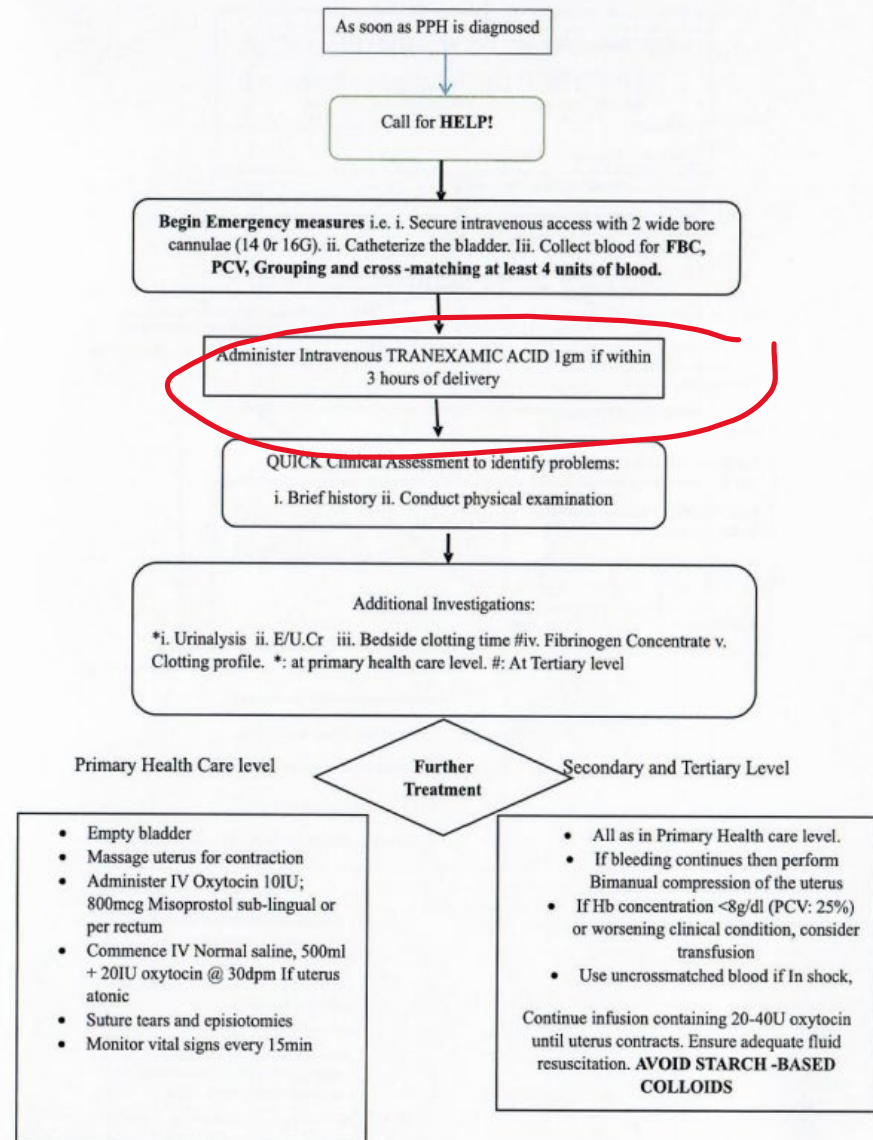 As soon as PPH is diagnosed
Call for HELP!
Begin Emergency measures i.e. i. Secure intravenous access with 2 wide bore
cannulae (14 0r 16G). ii. Catheterize the bladder. Iii. Collect blood for FBC,
PCV, Grouping and cross-matching at least 4 units of blood.
Administer Intravenous TRANEXAMIC ACID 1gm if within
3 hours of delivery
QUICK Clinical Assessment to identify problems:
i. Brief history ii. Conduct physical examination
Additional Investigations:
*i. Urinalysis ii. E/U.Cr iii. Bedside clotting time #iv. Fibrinogen Concentrate v.
Clotting profile. *: at primary health care level. #: At Tertiary level
Further
Treatment
Primary Health Care level
• Empty bladder
• Massage uterus for contraction
• Administer IV Oxytocin 10IU;
800mcg Misoprostol sub-lingual or
per rectum
• Commence IV Normal saline, 500ml
+ 20IU oxytocin @ 30dpm If uterus
atonic
• Suture tears and episiotomies
• Monitor vital signs every 15min
Secondary and Tertiary Level
• All as in Primary Health care level.
• If bleeding continues then perform
Bimanual compression of the uterus
• If Hb concentration <8g/dl (PCV: 25%)
or worsening clinical condition, consider
transfusion
• Use uncrossmatched blood if In shock,
Continue infusion containing 20-40U oxytocin
until uterus contracts. Ensure adequate fluid
resuscitation. AVOID STARCH -BASED
COLLOIDS